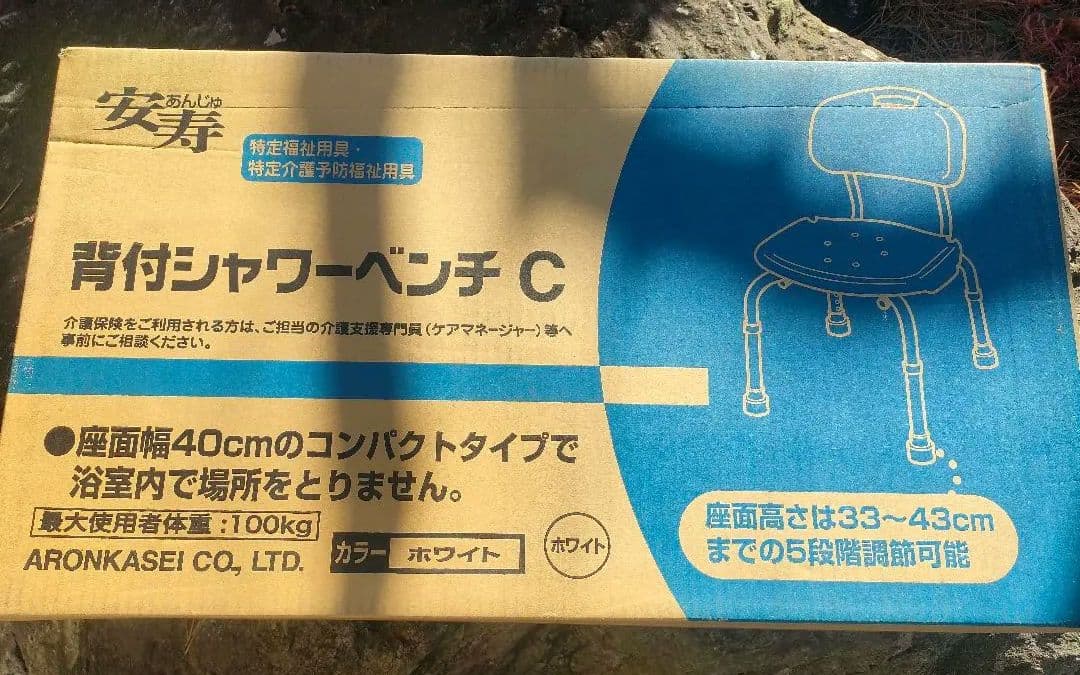 あんじゅ
安寿
特定福祉用具・
特定介護予防福祉用具
背付シャワーベンチ C
介護保険をご利用される方は、ご担当の介護支援専門員(ケアマネージャー)等へ
事前にご相談ください。
●座面幅40cmのコンパクトタイプで
浴室内で場所をとりません。
最大使用者体重:100kg
ARONKASEI CO., LTD.
カラー ホワイト
ホワイト
座面高さは33〜43cm
までの5段階調節可能